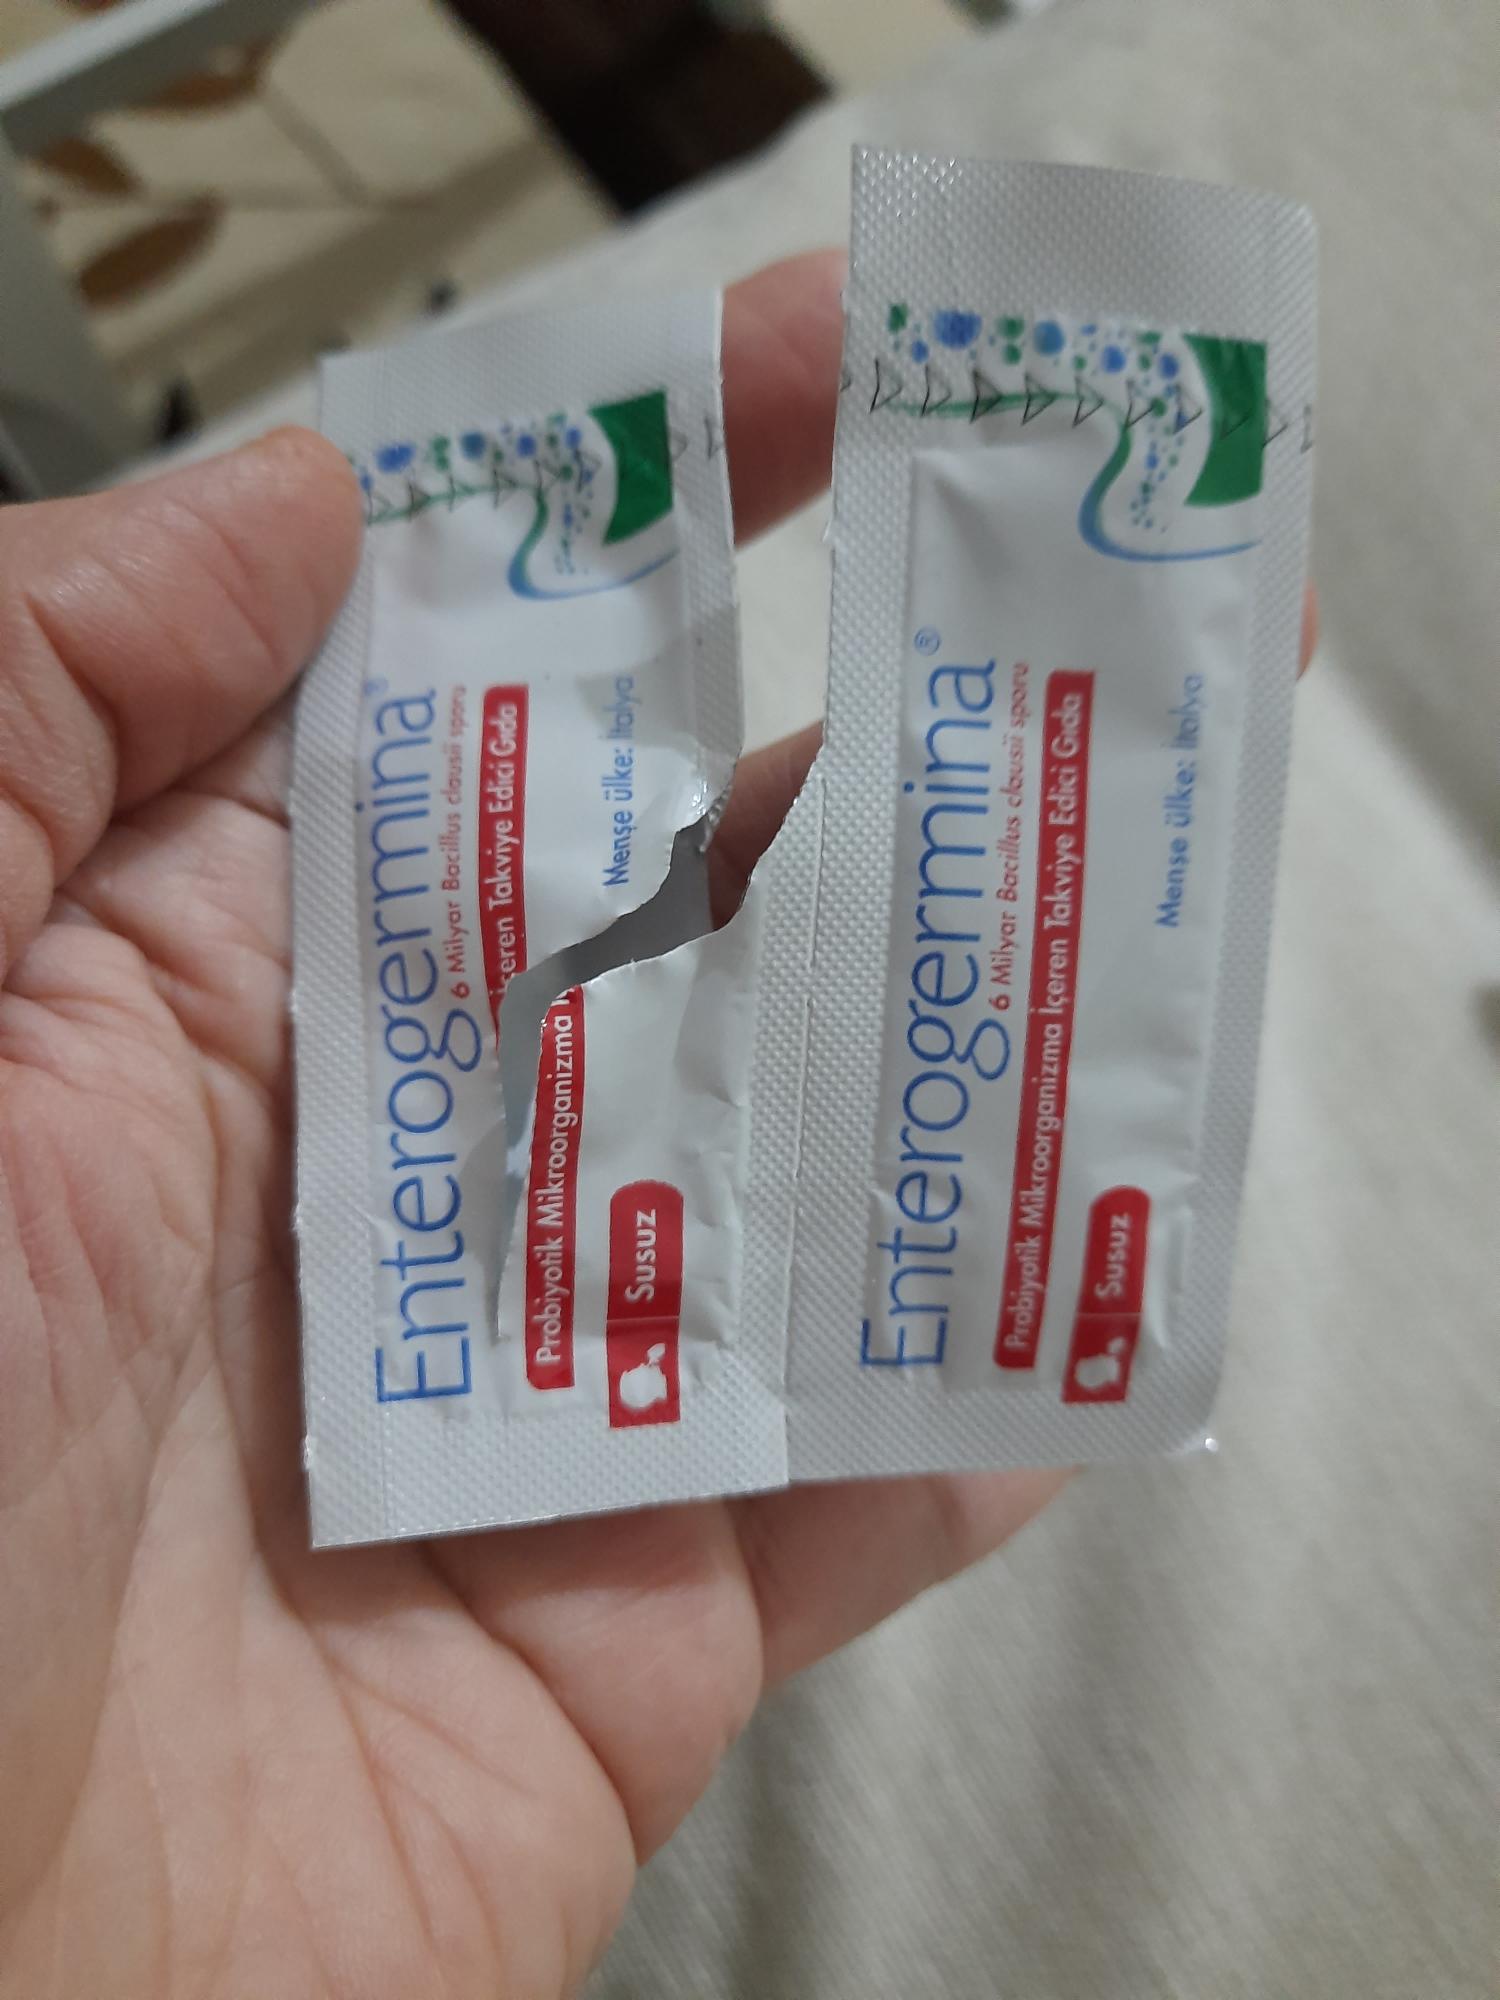 Enterogermina®
6 Milyar Bacillus clausii sporu
Probiyotik Mikroorganizma İçeren Takviye Edici Gıda
Menşe ülke: İtalya
Susuz
Enterogermina®
6 Milyar Bacillus clausii sporu
Probiyotik Mikroorganizma İçeren Takviye Edici Gıda
Menşe ülke: İtalya
Susuz